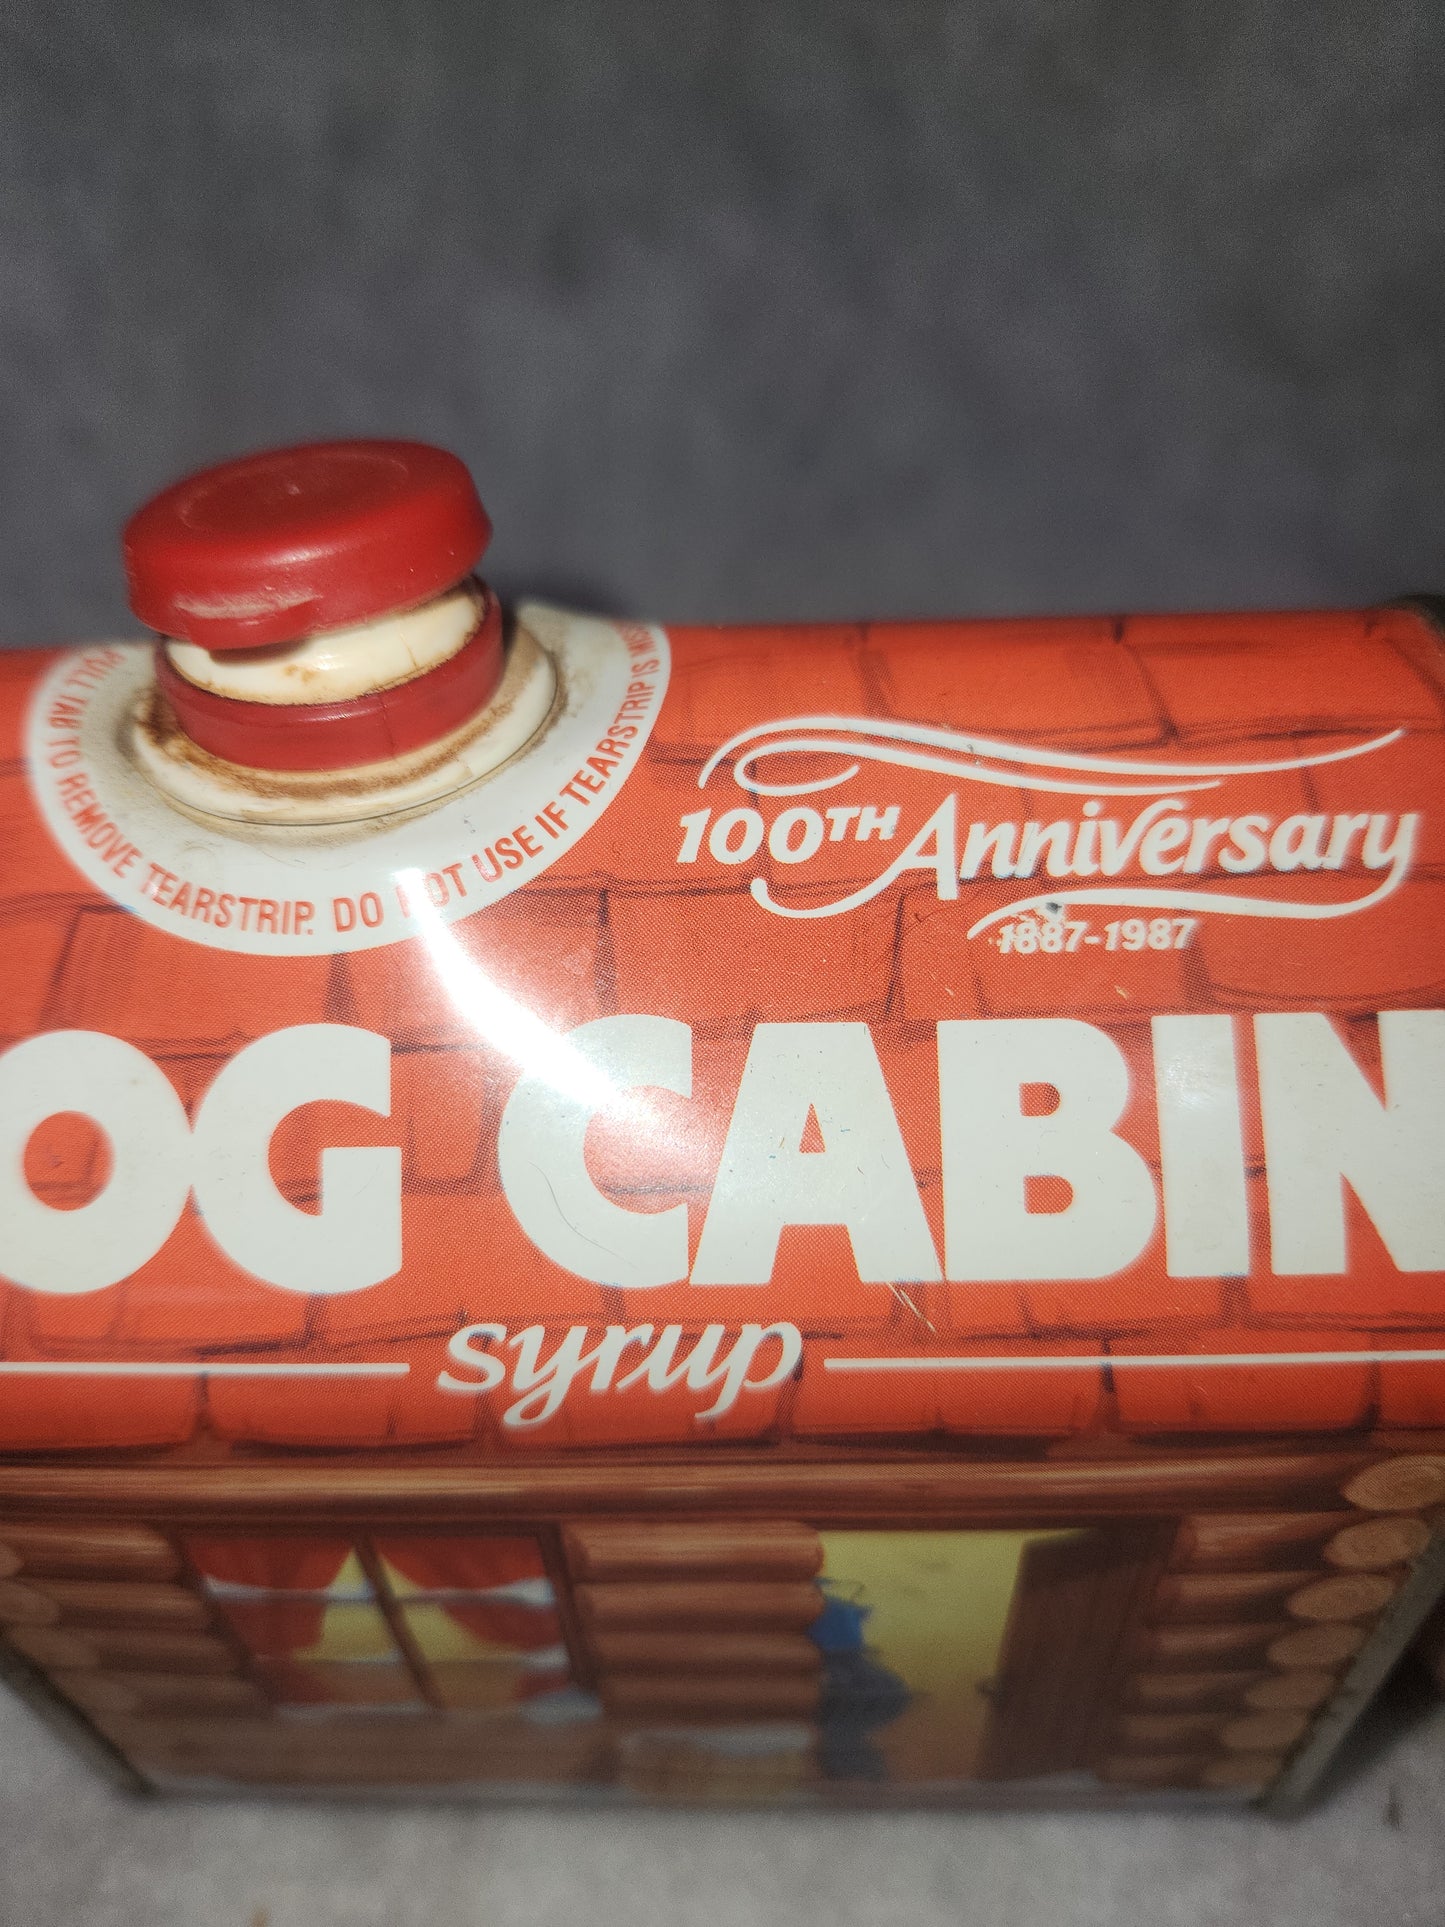 PULL TAB TO REMOVE TEARSTRIP. DO NOT USE IF TEARSTRIP IS
100TH Anniversary
1887-1987
OG CABIN
syrup